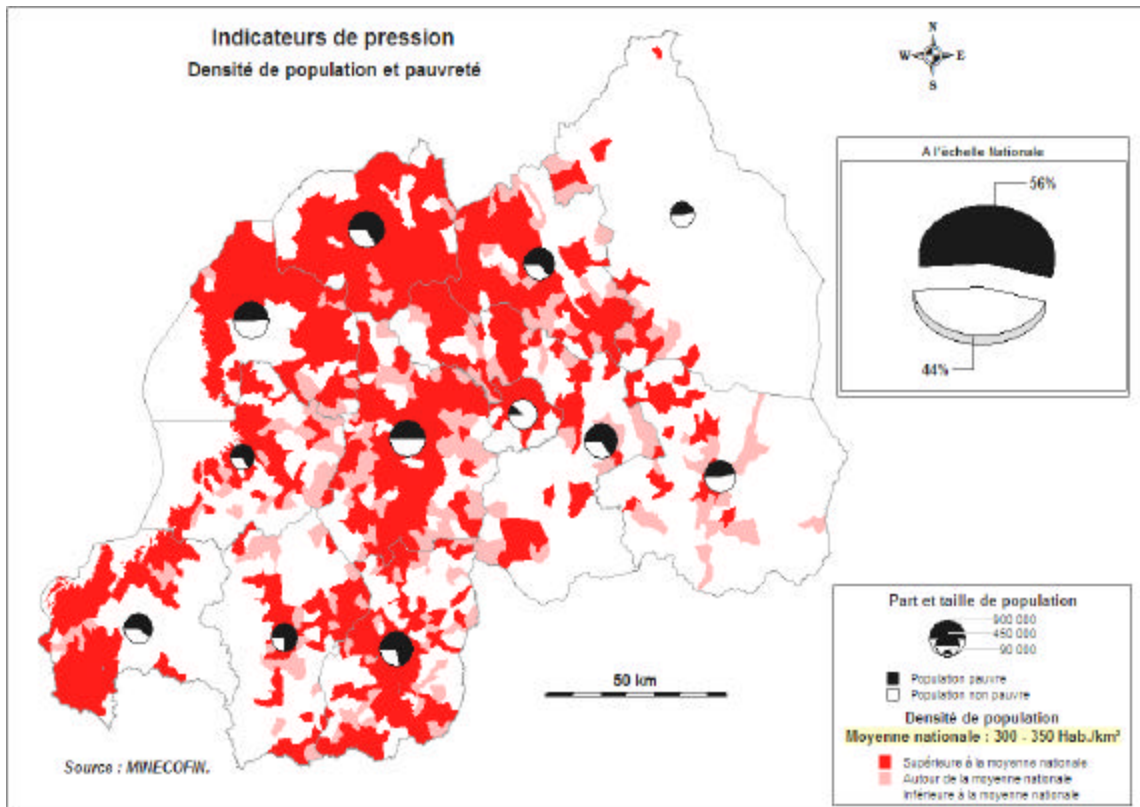 Indicateurs de pression
Densité de population et pauvreté
N
W E
S
A l'échelle Nationale
56%
44%
50 km
Source : MINECOFIN.
Part et taille de population
900 000
450 000
90 000
Population pauvre
Population non pauvre
Densité de population
Moyenne nationale : 300 - 350 Hab./km²
Supérieure à la moyenne nationale
Autour de la moyenne nationale
Inférieure à la moyenne nationale